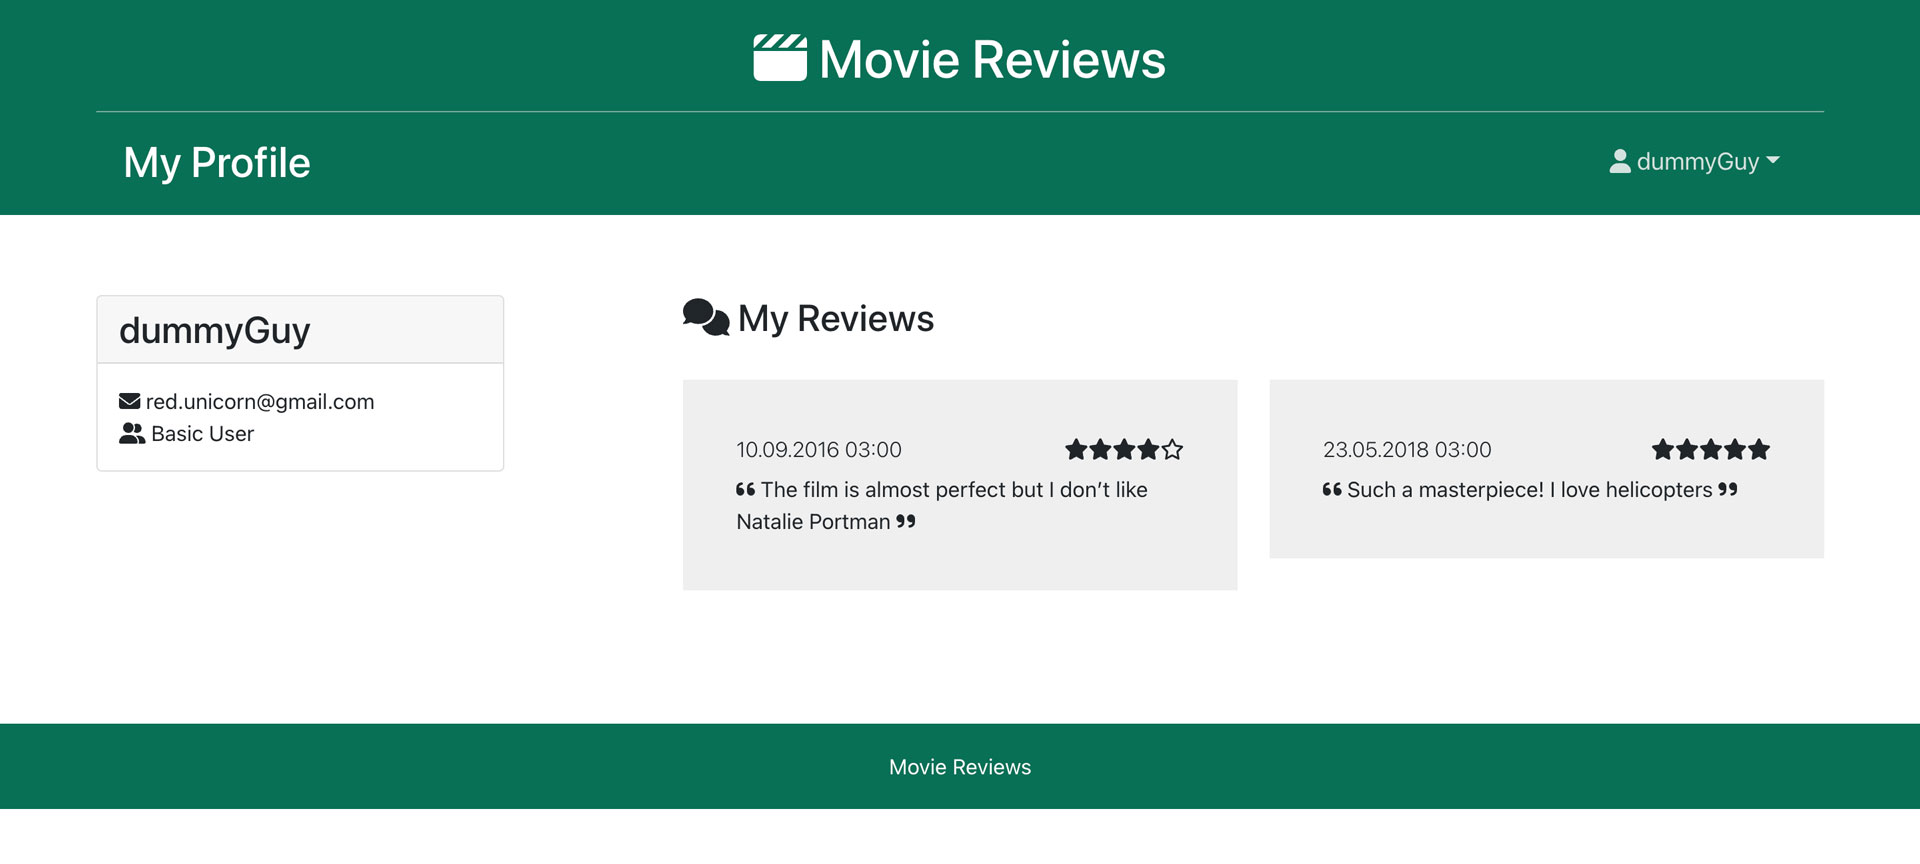 Movie Reviews
My Profile
dummyGuy
dummyGuy
red.unicorn@gmail.com
Basic User
My Reviews
10.09.2016 03:00
❝ The film is almost perfect but I don’t like
Natalie Portman ❞
23.05.2018 03:00
❝ Such a masterpiece! I love helicopters ❞
Movie Reviews